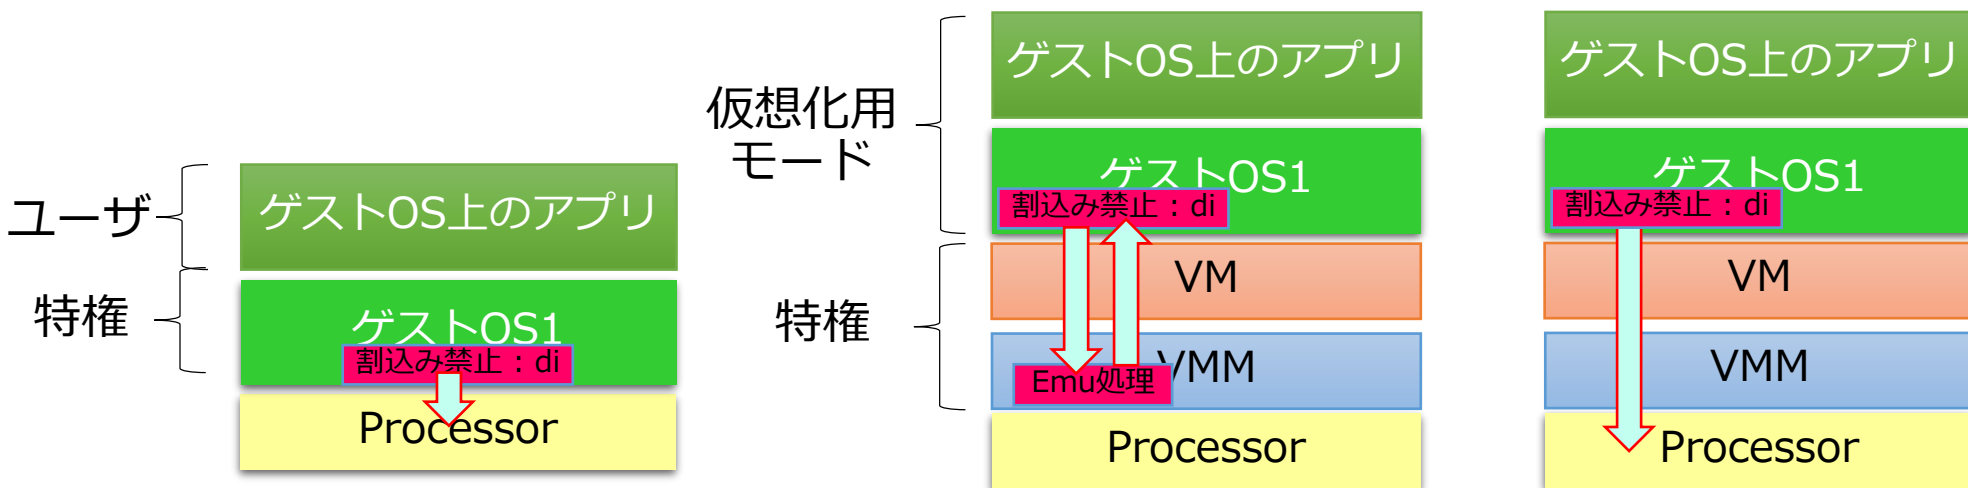 ユーザ
特権
ゲストOS上のアプリ
ゲストOS1
割込み禁止：di
Processor
仮想化用
モード
特権
ゲストOS上のアプリ
ゲストOS1
割込み禁止：di
VM
VMM
Emu処理
Processor
ゲストOS上のアプリ
ゲストOS1
割込み禁止：di
VM
VMM
Processor